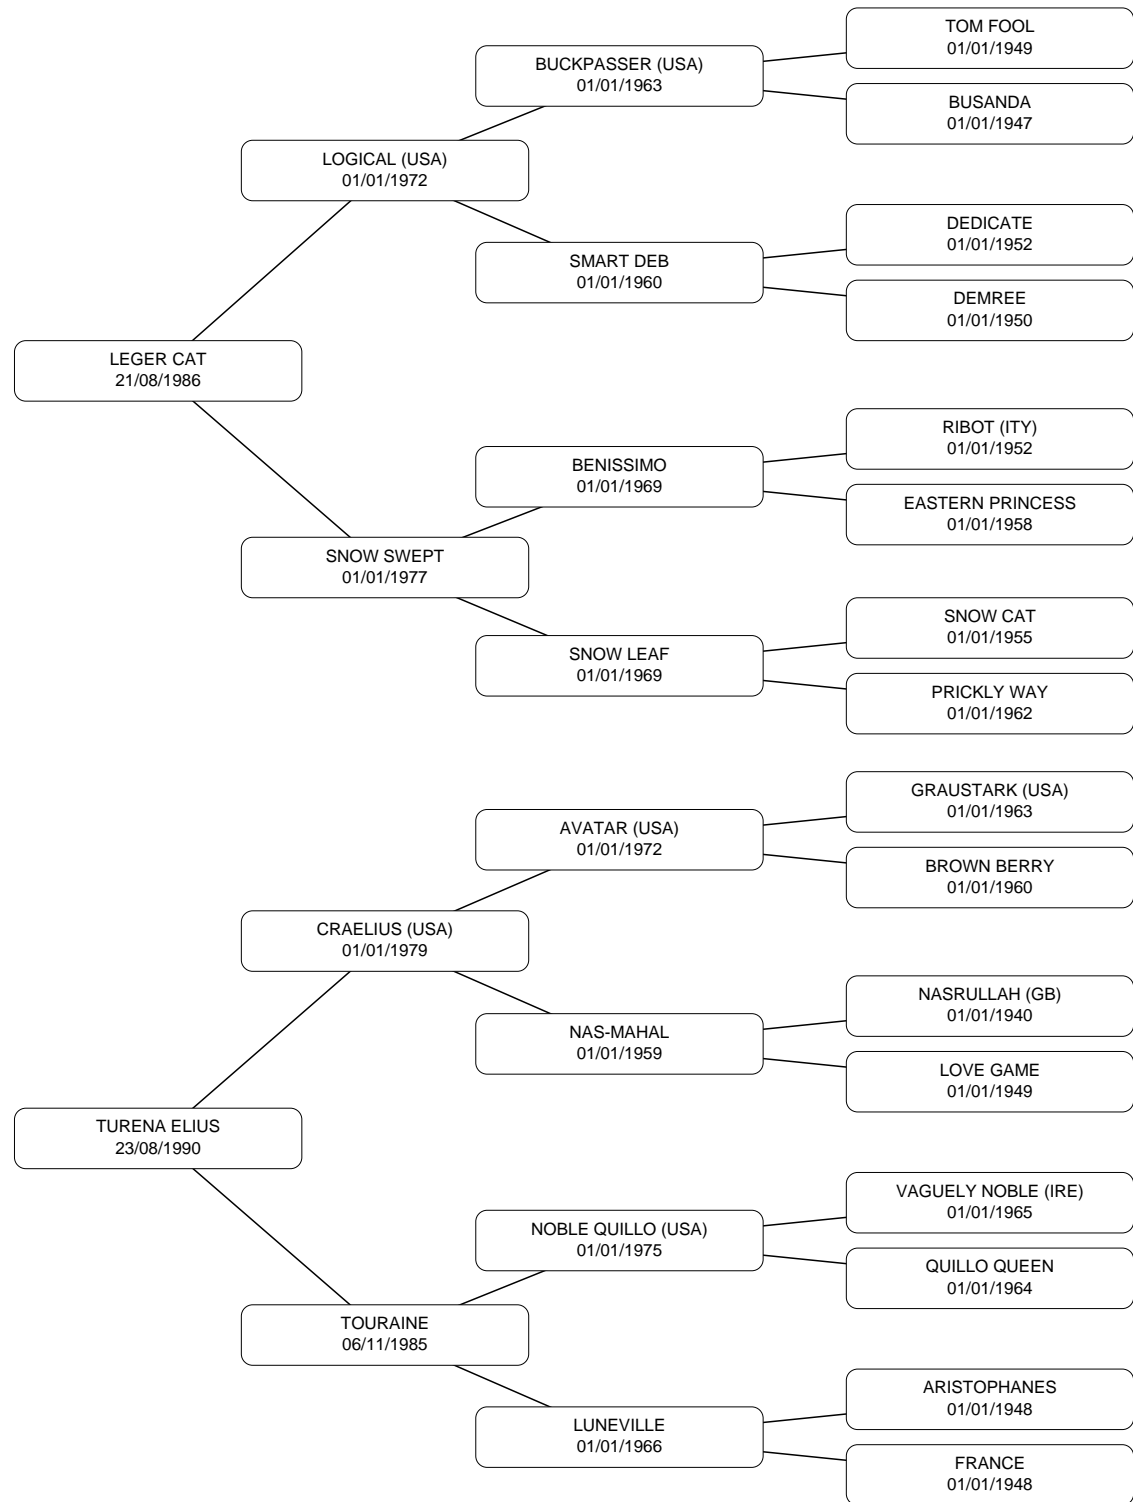 TOM FOOL
01/01/1949
BUCKPASSER (USA)
01/01/1963
BUSANDA
01/01/1947
LOGICAL (USA)
01/01/1972
DEDICATE
01/01/1952
SMART DEB
01/01/1960
DEMREE
01/01/1950
LEGER CAT
21/08/1986
RIBOT (ITY)
01/01/1952
BENISSIMO
01/01/1969
EASTERN PRINCESS
01/01/1958
SNOW SWEPT
01/01/1977
SNOW CAT
01/01/1955
SNOW LEAF
01/01/1969
PRICKLY WAY
01/01/1962
GRAUSTARK (USA)
01/01/1963
AVATAR (USA)
01/01/1972
BROWN BERRY
01/01/1960
CRAELIUS (USA)
01/01/1979
NASRULLAH (GB)
01/01/1940
NAS-MAHAL
01/01/1959
LOVE GAME
01/01/1949
TURENA ELIUS
23/08/1990
VAGUELY NOBLE (IRE)
01/01/1965
NOBLE QUILLO (USA)
01/01/1975
QUILLO QUEEN
01/01/1964
TOURAINE
06/11/1985
ARISTOPHANES
01/01/1948
LUNEVILLE
01/01/1966
FRANCE
01/01/1948